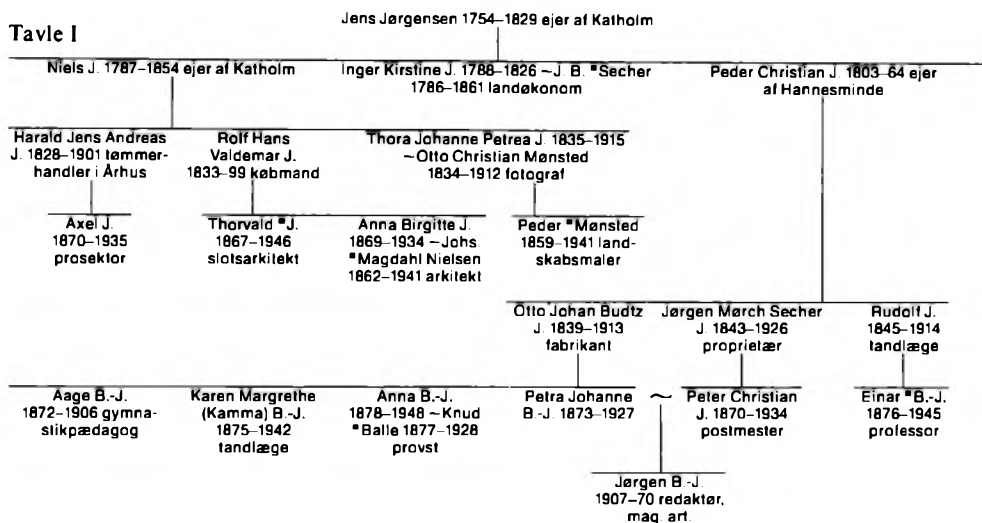 Tavle I
Jens Jørgensen 1754–1829 ejer af Katholm
Niels J. 1787–1854 ejer af Katholm
Inger Kirstine J. 1788–1826 ~J. B. *Secher
1786–1861 landøkonom
Peder Christian J. 1803–64 ejer
af Hannesminde
Harald Jens Andreas
J. 1828–1901 tømmer-
handler i Århus
Rolf Hans
Valdemar J.
1833–99 købmand
Thora Johanne Petrea J. 1835–1915
~Otto Christian Mønsted
1834–1912 fotograf
Axel J.
1870–1935
prosektor
Thorvald *J.
1867–1946
slotsarkitekt
Anna Birgitte J.
1869–1934 ~Johs.
*Magdahl Nielsen
1862–1941 arkitekt
Peder *Mønsted
1859–1941 land-
skabsmaler
Otto Johan Budtz
J. 1839–1913
fabrikant
Jørgen Mørch Secher
J. 1843–1926
proprietær
Rudolf J.
1845–1914
tandlæge
Aage B.-J.
1872–1906 gymna-
stikpædagog
Karen Margrethe
(Kamma) B.-J.
1875–1942
tandlæge
Anna B.-J.
1878–1948 ~Knud
*Balle 1877–1928
provst
Petra Johanne
B.-J. 1873–1927
~
Peter Christian
J. 1870–1934
postmester
Einar *B.-J.
1876–1945
professor
Jørgen B.-J.
1907–70 redaktør,
mag. art.